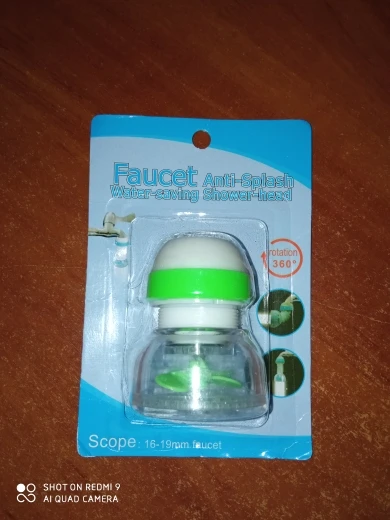 Faucet Anti-Splash
Water-saving Shower head
rotation
360°
Scope: 16-19mm faucet
SHOT ON REDMI 9
AI QUAD CAMERA